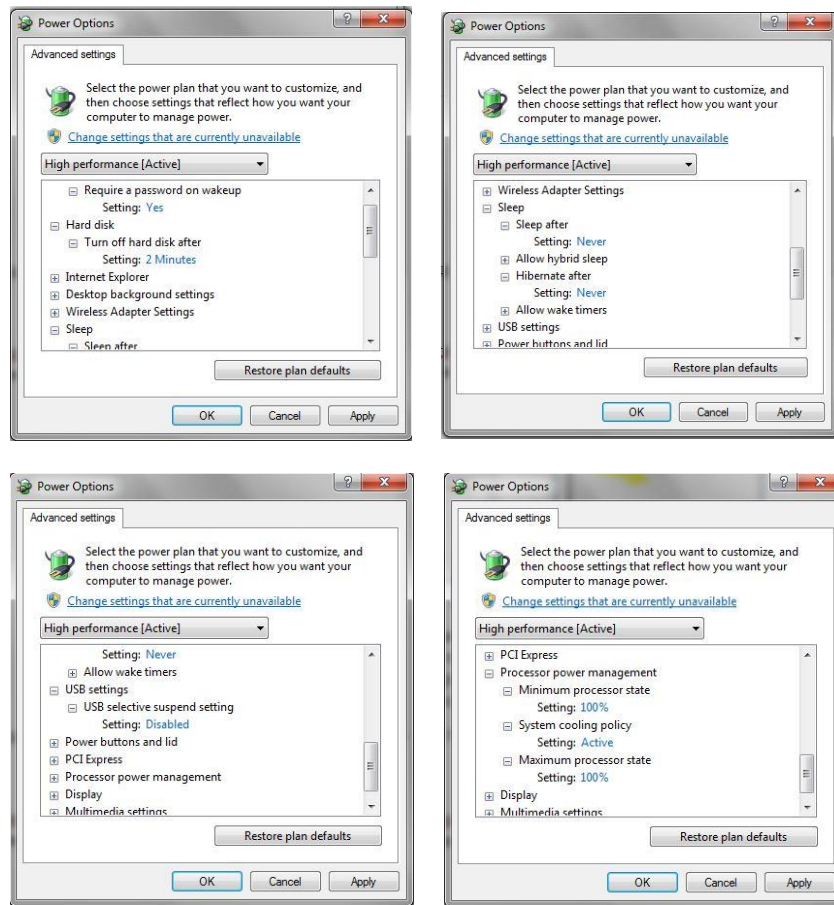 Power Options
Advanced settings
Select the power plan that you want to customize, and
then choose settings that reflect how you want your
computer to manage power.
Change settings that are currently unavailable
High performance [Active]
Require a password on wakeup
Setting: Yes
Hard disk
Turn off hard disk after
Setting: 2 Minutes
Internet Explorer
Desktop background settings
Wireless Adapter Settings
Sleep
Sleep after
Restore plan defaults
OK Cancel Apply
Power Options
Advanced settings
Select the power plan that you want to customize, and
then choose settings that reflect how you want your
computer to manage power.
Change settings that are currently unavailable
High performance [Active]
Wireless Adapter Settings
Sleep
Sleep after
Setting: Never
Allow hybrid sleep
Hibernate after
Setting: Never
Allow wake timers
USB settings
Power buttons and lid
Restore plan defaults
OK Cancel Apply
Power Options
Advanced settings
Select the power plan that you want to customize, and
then choose settings that reflect how you want your
computer to manage power.
Change settings that are currently unavailable
High performance [Active]
Setting: Never
Allow wake timers
USB settings
USB selective suspend setting
Setting: Disabled
Power buttons and lid
PCI Express
Processor power management
Display
Multimedia settings
Restore plan defaults
OK Cancel Apply
Power Options
Advanced settings
Select the power plan that you want to customize, and
then choose settings that reflect how you want your
computer to manage power.
Change settings that are currently unavailable
High performance [Active]
PCI Express
Processor power management
Minimum processor state
Setting: 100%
System cooling policy
Setting: Active
Maximum processor state
Setting: 100%
Display
Multimedia settings
Restore plan defaults
OK Cancel Apply